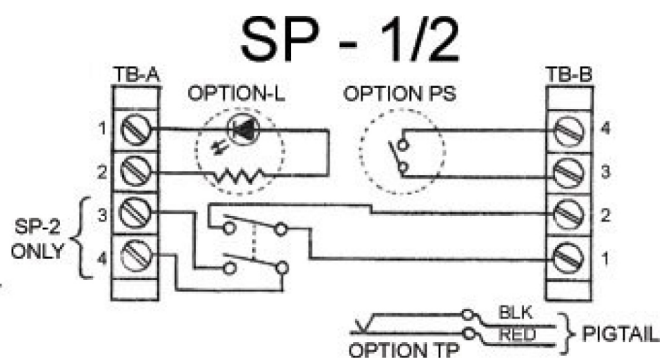 SP - 1/2
TB-A
TB-B
OPTION-L
OPTION PS
1
4
2
3
3
2
SP-2
ONLY
4
1
BLK
RED
PIGTAIL
OPTION TP